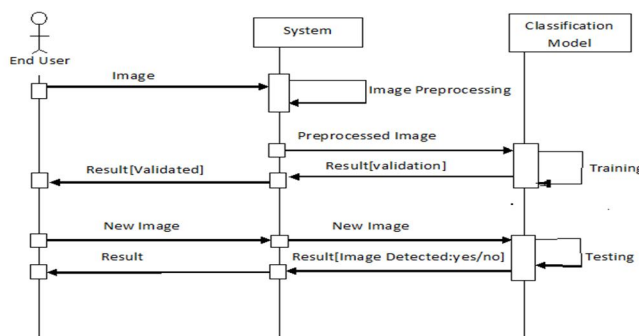 System
Classification
Model
End User
Image
Image Preprocessing
Preprocessed Image
Result[Validated]
Result[validation]
Training
New Image
New Image
Result
Result[Image Detected:yes/no]
Testing